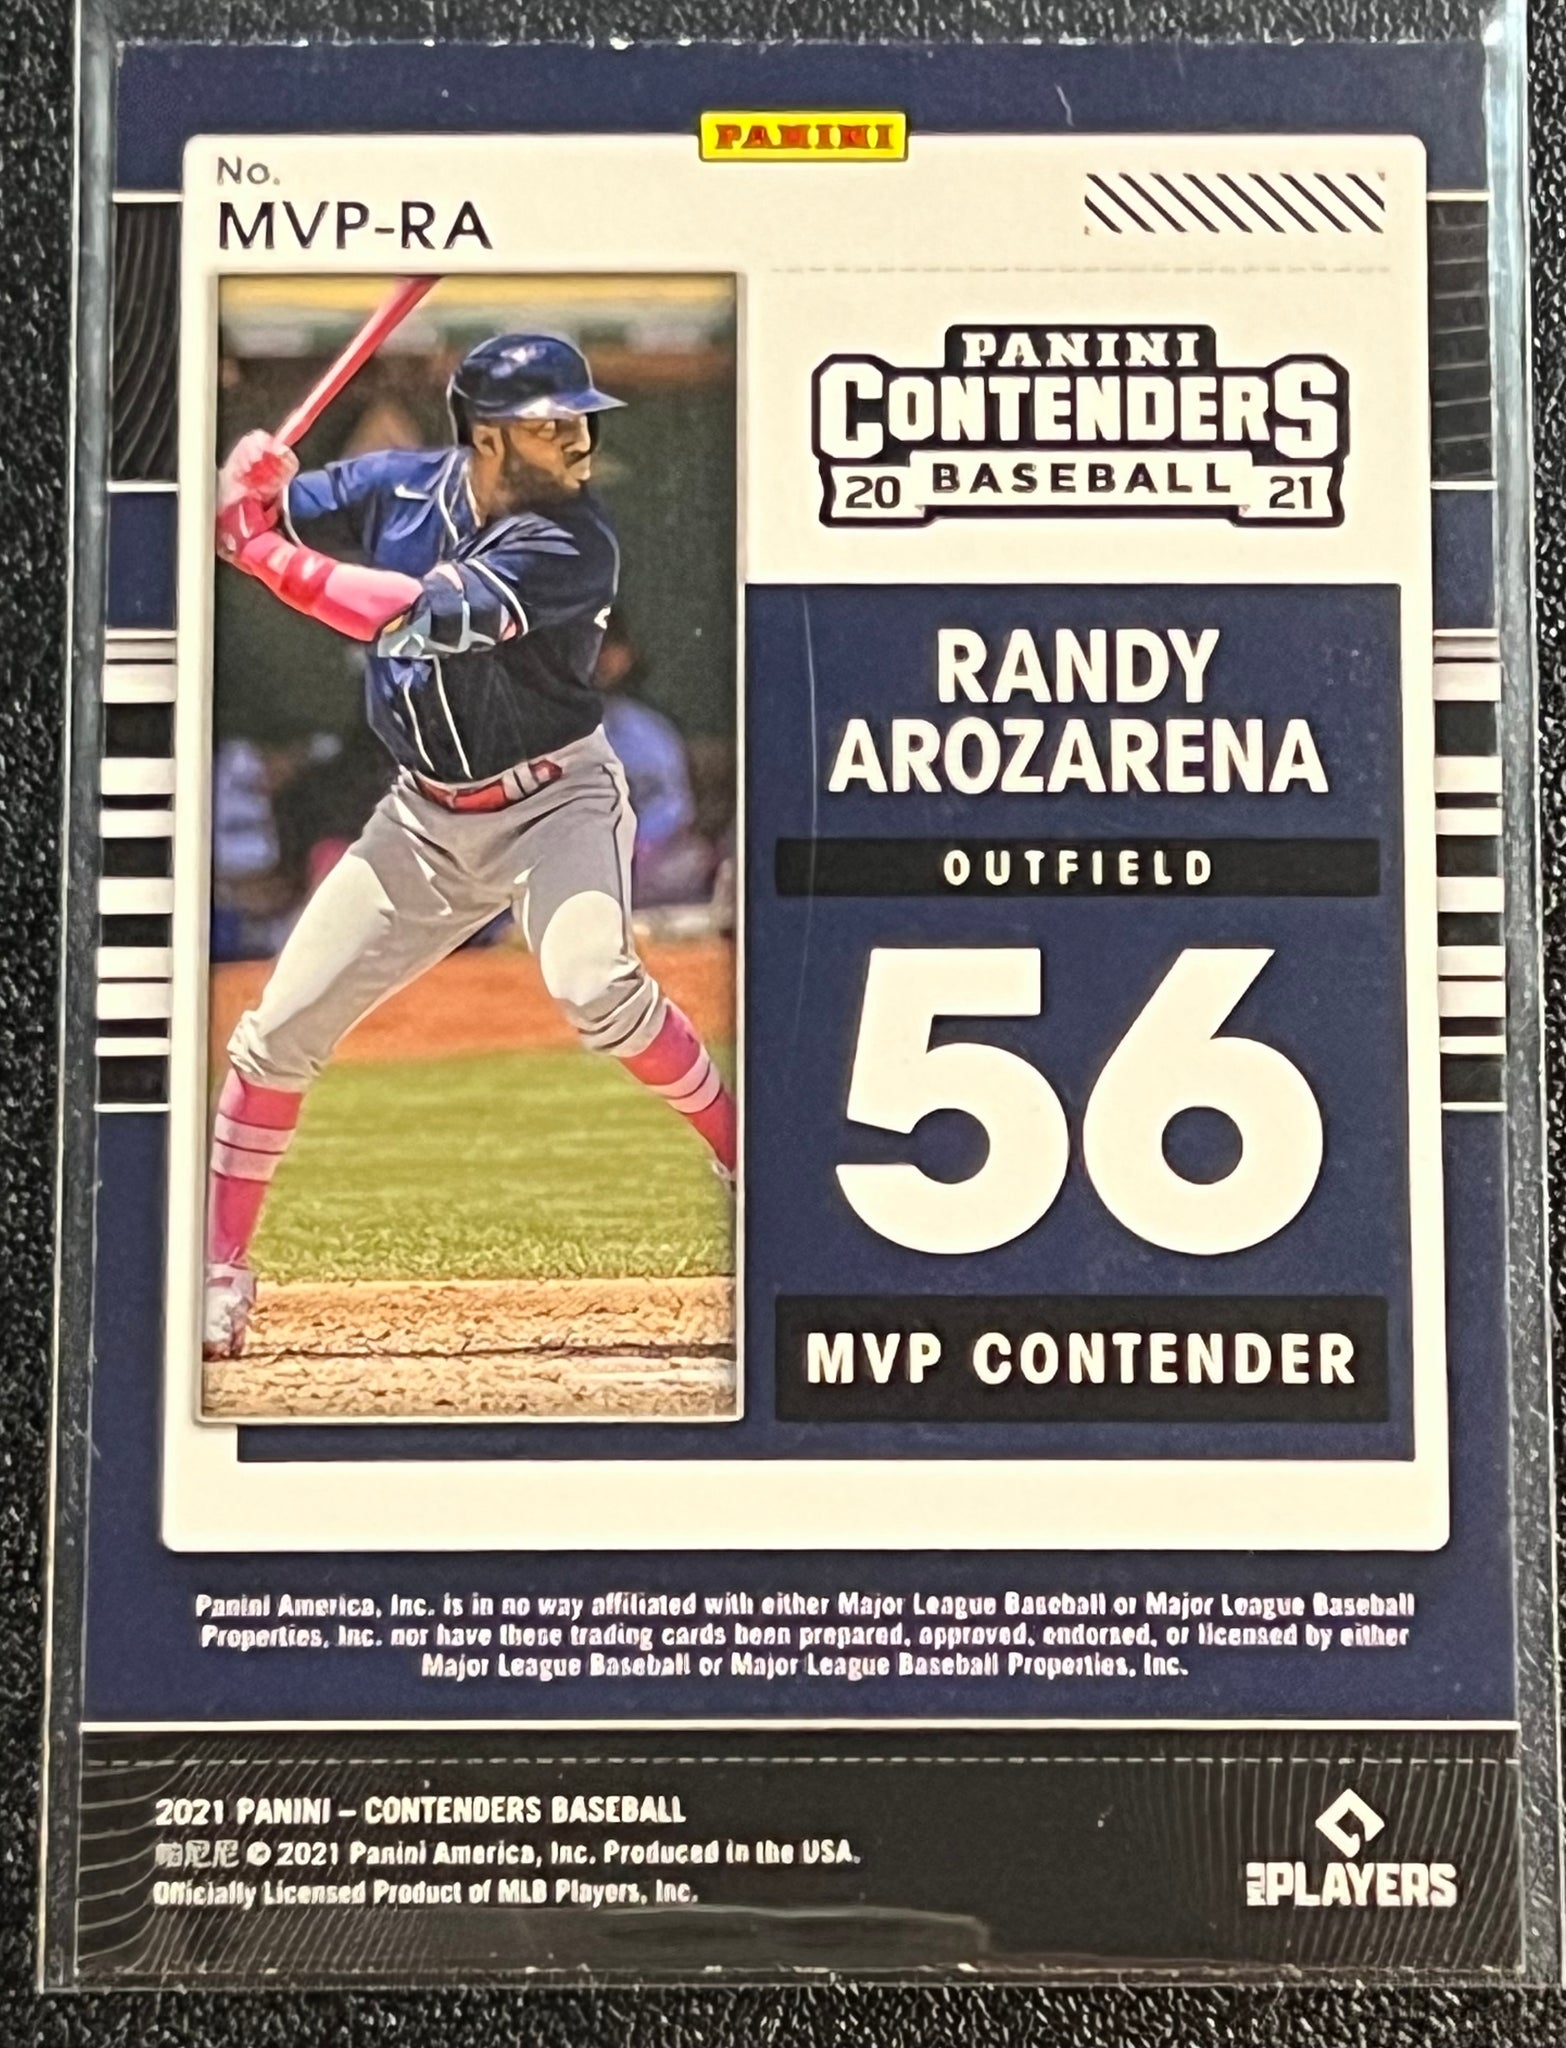 PANINI
No.
MVP-RA
PANINI
CONTENDERS
20 BASEBALL 21
RANDY
AROZARENA
OUTFIELD
56
MVP CONTENDER
Panini America, Inc. is in no way affiliated with either Major League Baseball or Major League Baseball
Properties, Inc. nor have these trading cards been prepared, approved, endorsed, or licensed by either
Major League Baseball or Major League Baseball Properties, Inc.
2021 PANINI – CONTENDERS BASEBALL
帕尼尼 © 2021 Panini America, Inc. Produced in the USA.
Officially Licensed Product of MLB Players, Inc.
MLB PLAYERS